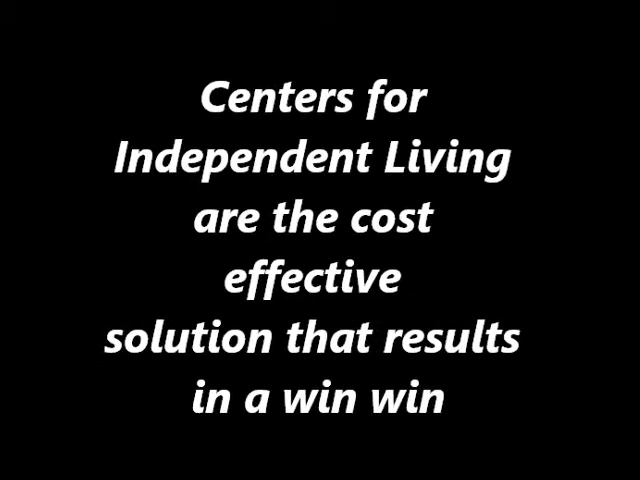 Centers for
Independent Living
are the cost
effective
solution that results
in a win win